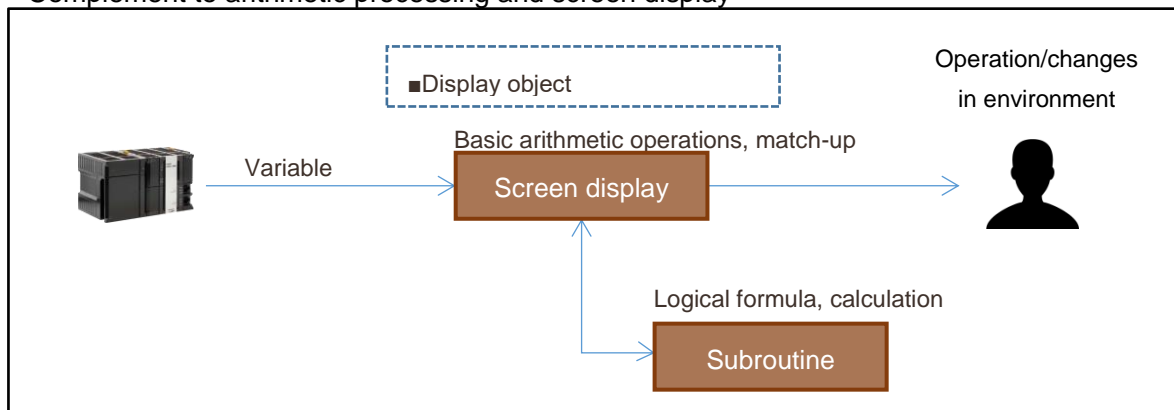 Complement to arithmetic processing and screen display
■Display object
Operation/changes
in environment
Basic arithmetic operations, match-up
Variable
Screen display
Logical formula, calculation
Subroutine